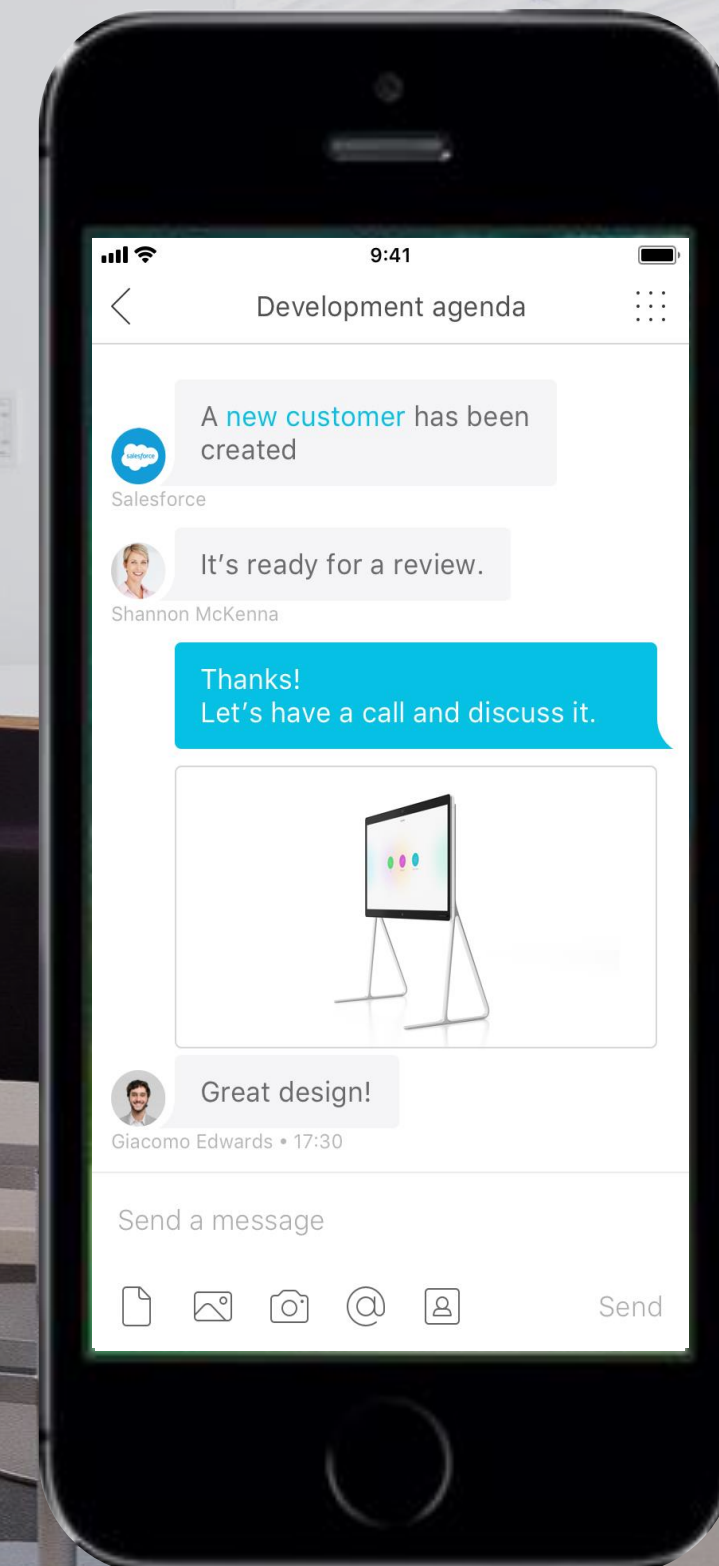 9:41
Development agenda
A new customer has been
created
salesforce
Salesforce
It's ready for a review.
Shannon McKenna
Thanks!
Let's have a call and discuss it.
Great design!
Giacomo Edwards • 17:30
Send a message
Send